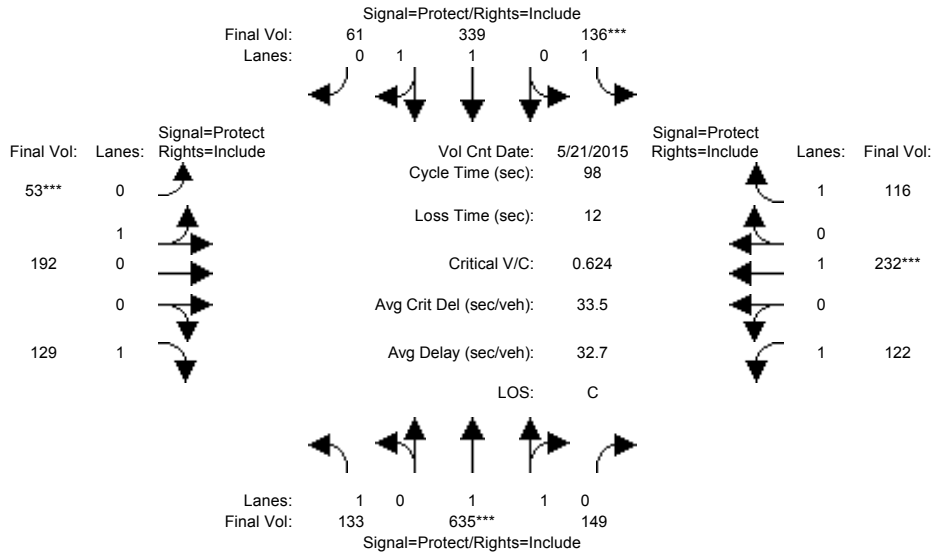 Signal=Protect/Rights=Include
Final Vol: 61 339 136***
Lanes: 0 1 1 0 1
Signal=Protect Signal=Protect
Final Vol: Lanes: Rights=Include Vol Cnt Date: 5/21/2015 Rights=Include Lanes: Final Vol:
Cycle Time (sec): 98
53*** 0 1 116
Loss Time (sec): 12
1 0
192 0 Critical V/C: 0.624 1 232***
0 Avg Crit Del (sec/veh): 33.5 0
129 1 Avg Delay (sec/veh): 32.7 1 122
LOS: C
Lanes: 1 0 1 1 0
Final Vol: 133 635*** 149
Signal=Protect/Rights=Include